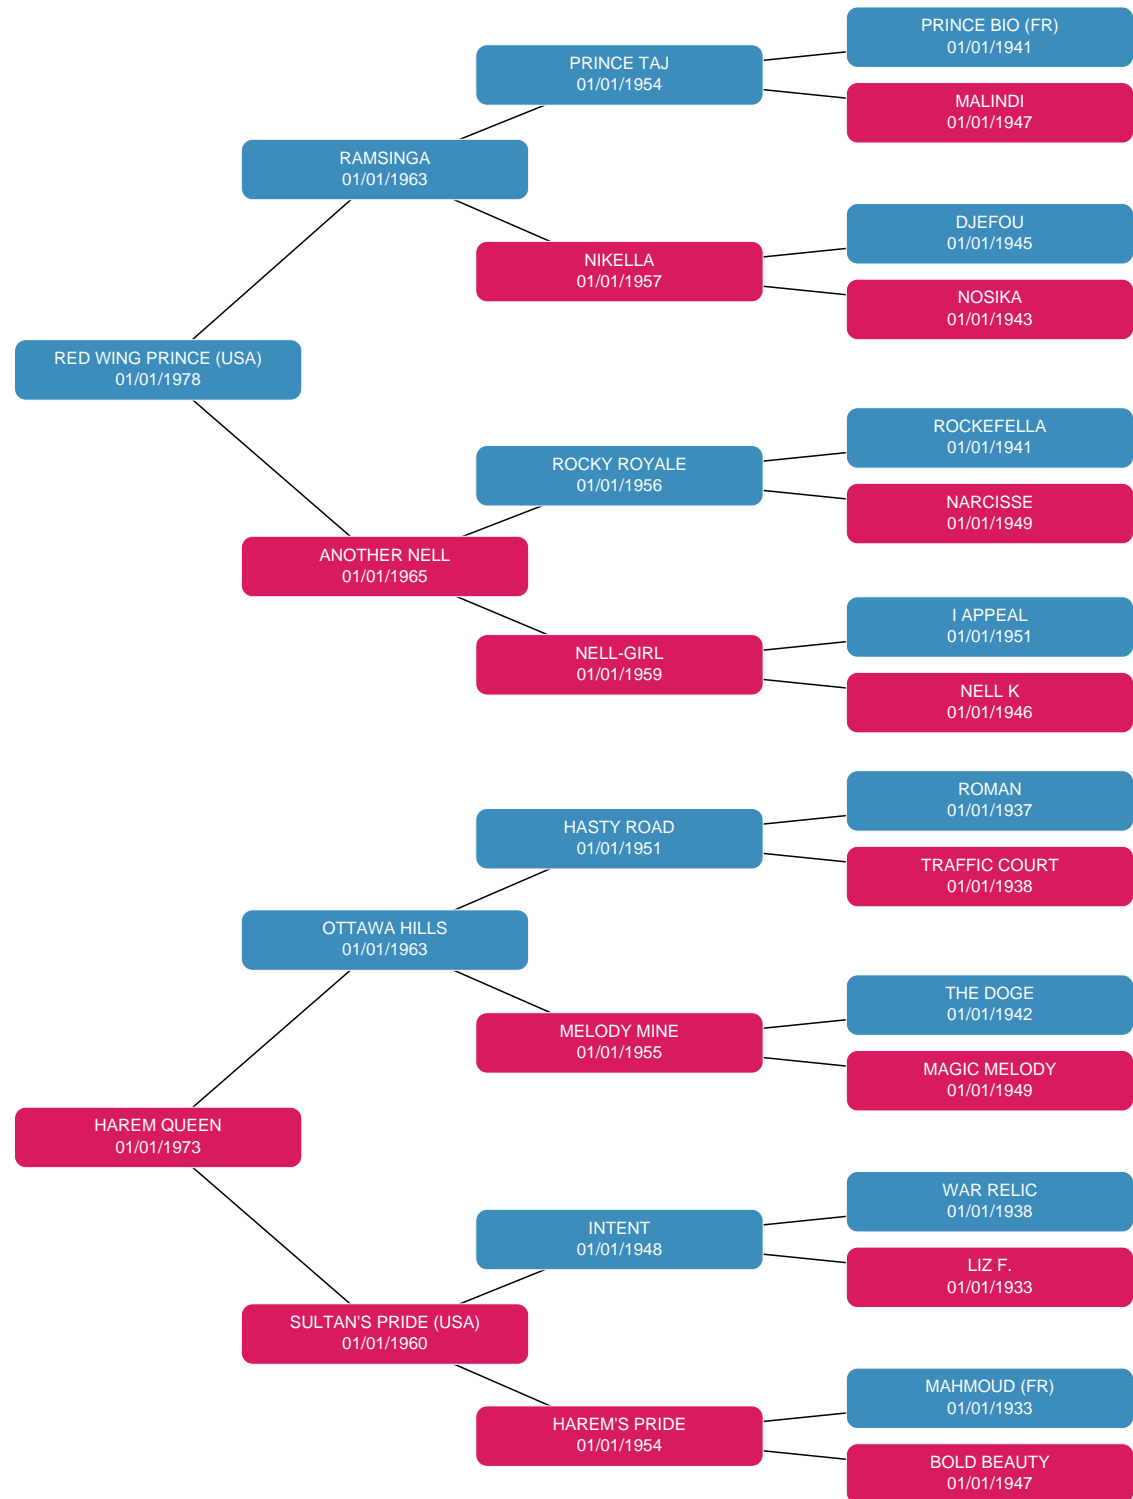 PRINCE BIO (FR)
01/01/1941
PRINCE TAJ
01/01/1954
MALINDI
01/01/1947
RAMSINGA
01/01/1963
DJEFOU
01/01/1945
NIKELLA
01/01/1957
NOSIKA
01/01/1943
RED WING PRINCE (USA)
01/01/1978
ROCKEFELLA
01/01/1941
ROCKY ROYALE
01/01/1956
NARCISSE
01/01/1949
ANOTHER NELL
01/01/1965
I APPEAL
01/01/1951
NELL-GIRL
01/01/1959
NELL K
01/01/1946
ROMAN
01/01/1937
HASTY ROAD
01/01/1951
TRAFFIC COURT
01/01/1938
OTTAWA HILLS
01/01/1963
THE DOGE
01/01/1942
MELODY MINE
01/01/1955
MAGIC MELODY
01/01/1949
HAREM QUEEN
01/01/1973
WAR RELIC
01/01/1938
INTENT
01/01/1948
LIZ F.
01/01/1933
SULTAN'S PRIDE (USA)
01/01/1960
MAHMOUD (FR)
01/01/1933
HAREM'S PRIDE
01/01/1954
BOLD BEAUTY
01/01/1947